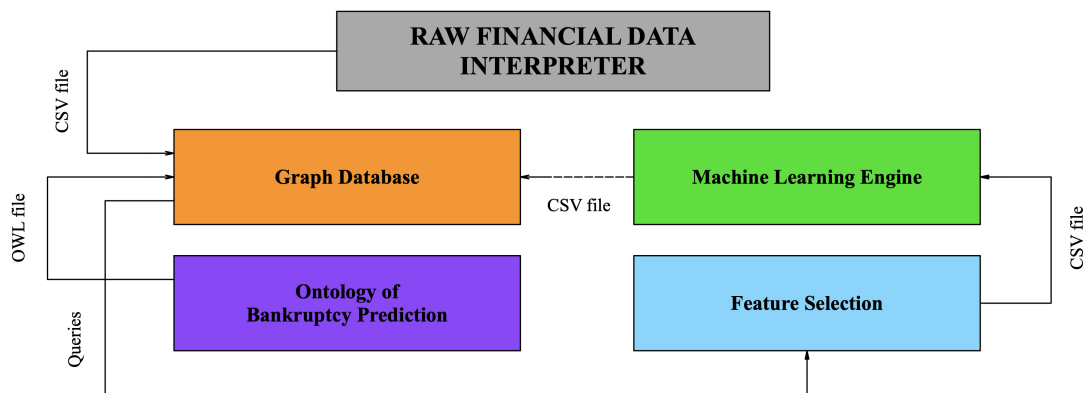 RAW FINANCIAL DATA
INTERPRETER
CSV file
Graph Database
Machine Learning Engine
CSV file
OWL file
CSV file
Ontology of
Bankruptcy Prediction
Feature Selection
Queries